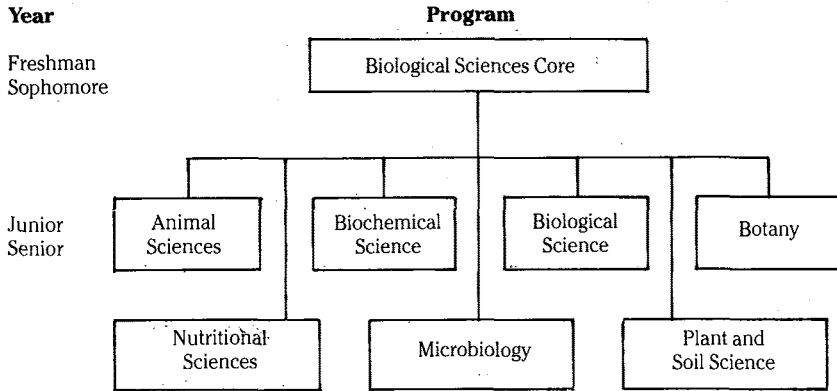 Year Program
Freshman Biological Sciences Core
Sophomore
Junior Animal Biochemical Biological Botany
Senior Sciences Science Science
Nutritional Microbiology Plant and
Sciences Soil Science